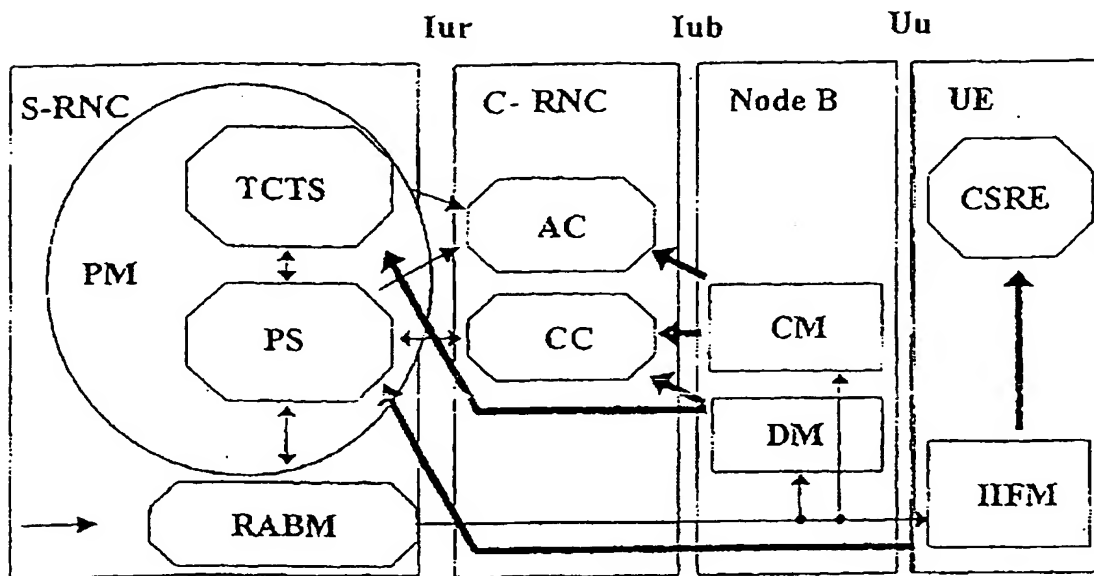 Iur Iub Uu
S-RNC C- RNC Node B UE
TCTS
CSRE
AC
PM
CM
PS
CC
DM
IIFM
RABM